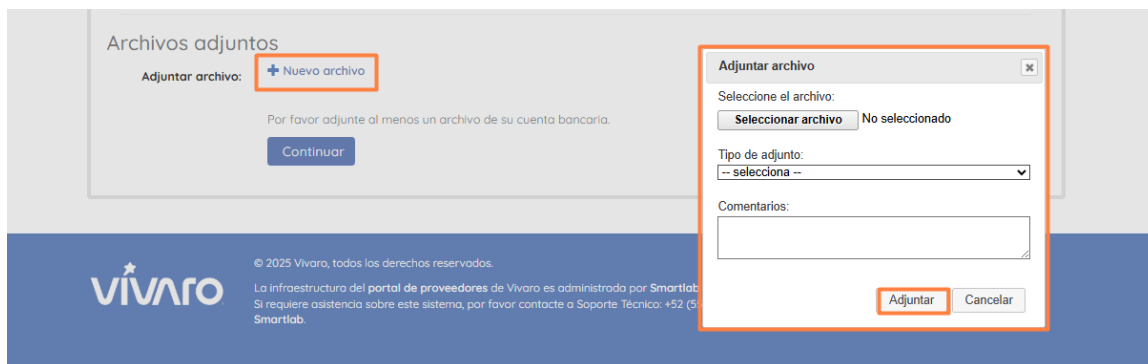 Archivos adjuntos
Adjuntar archivo:
+ Nuevo archivo
Por favor adjunte al menos un archivo de su cuenta bancaria.
Continuar
Adjuntar archivo
Seleccione el archivo:
Seleccionar archivo No seleccionado
Tipo de adjunto:
-- selecciona --
Comentarios:
Adjuntar Cancelar
vívaro
© 2025 Vivaro, todos los derechos reservados.
La infraestructura del portal de proveedores de Vivaro es administrada por Smartlab
Si requiere asistencia sobre este sistema, por favor contacte a Soporte Técnico: +52 (5
Smartlab.